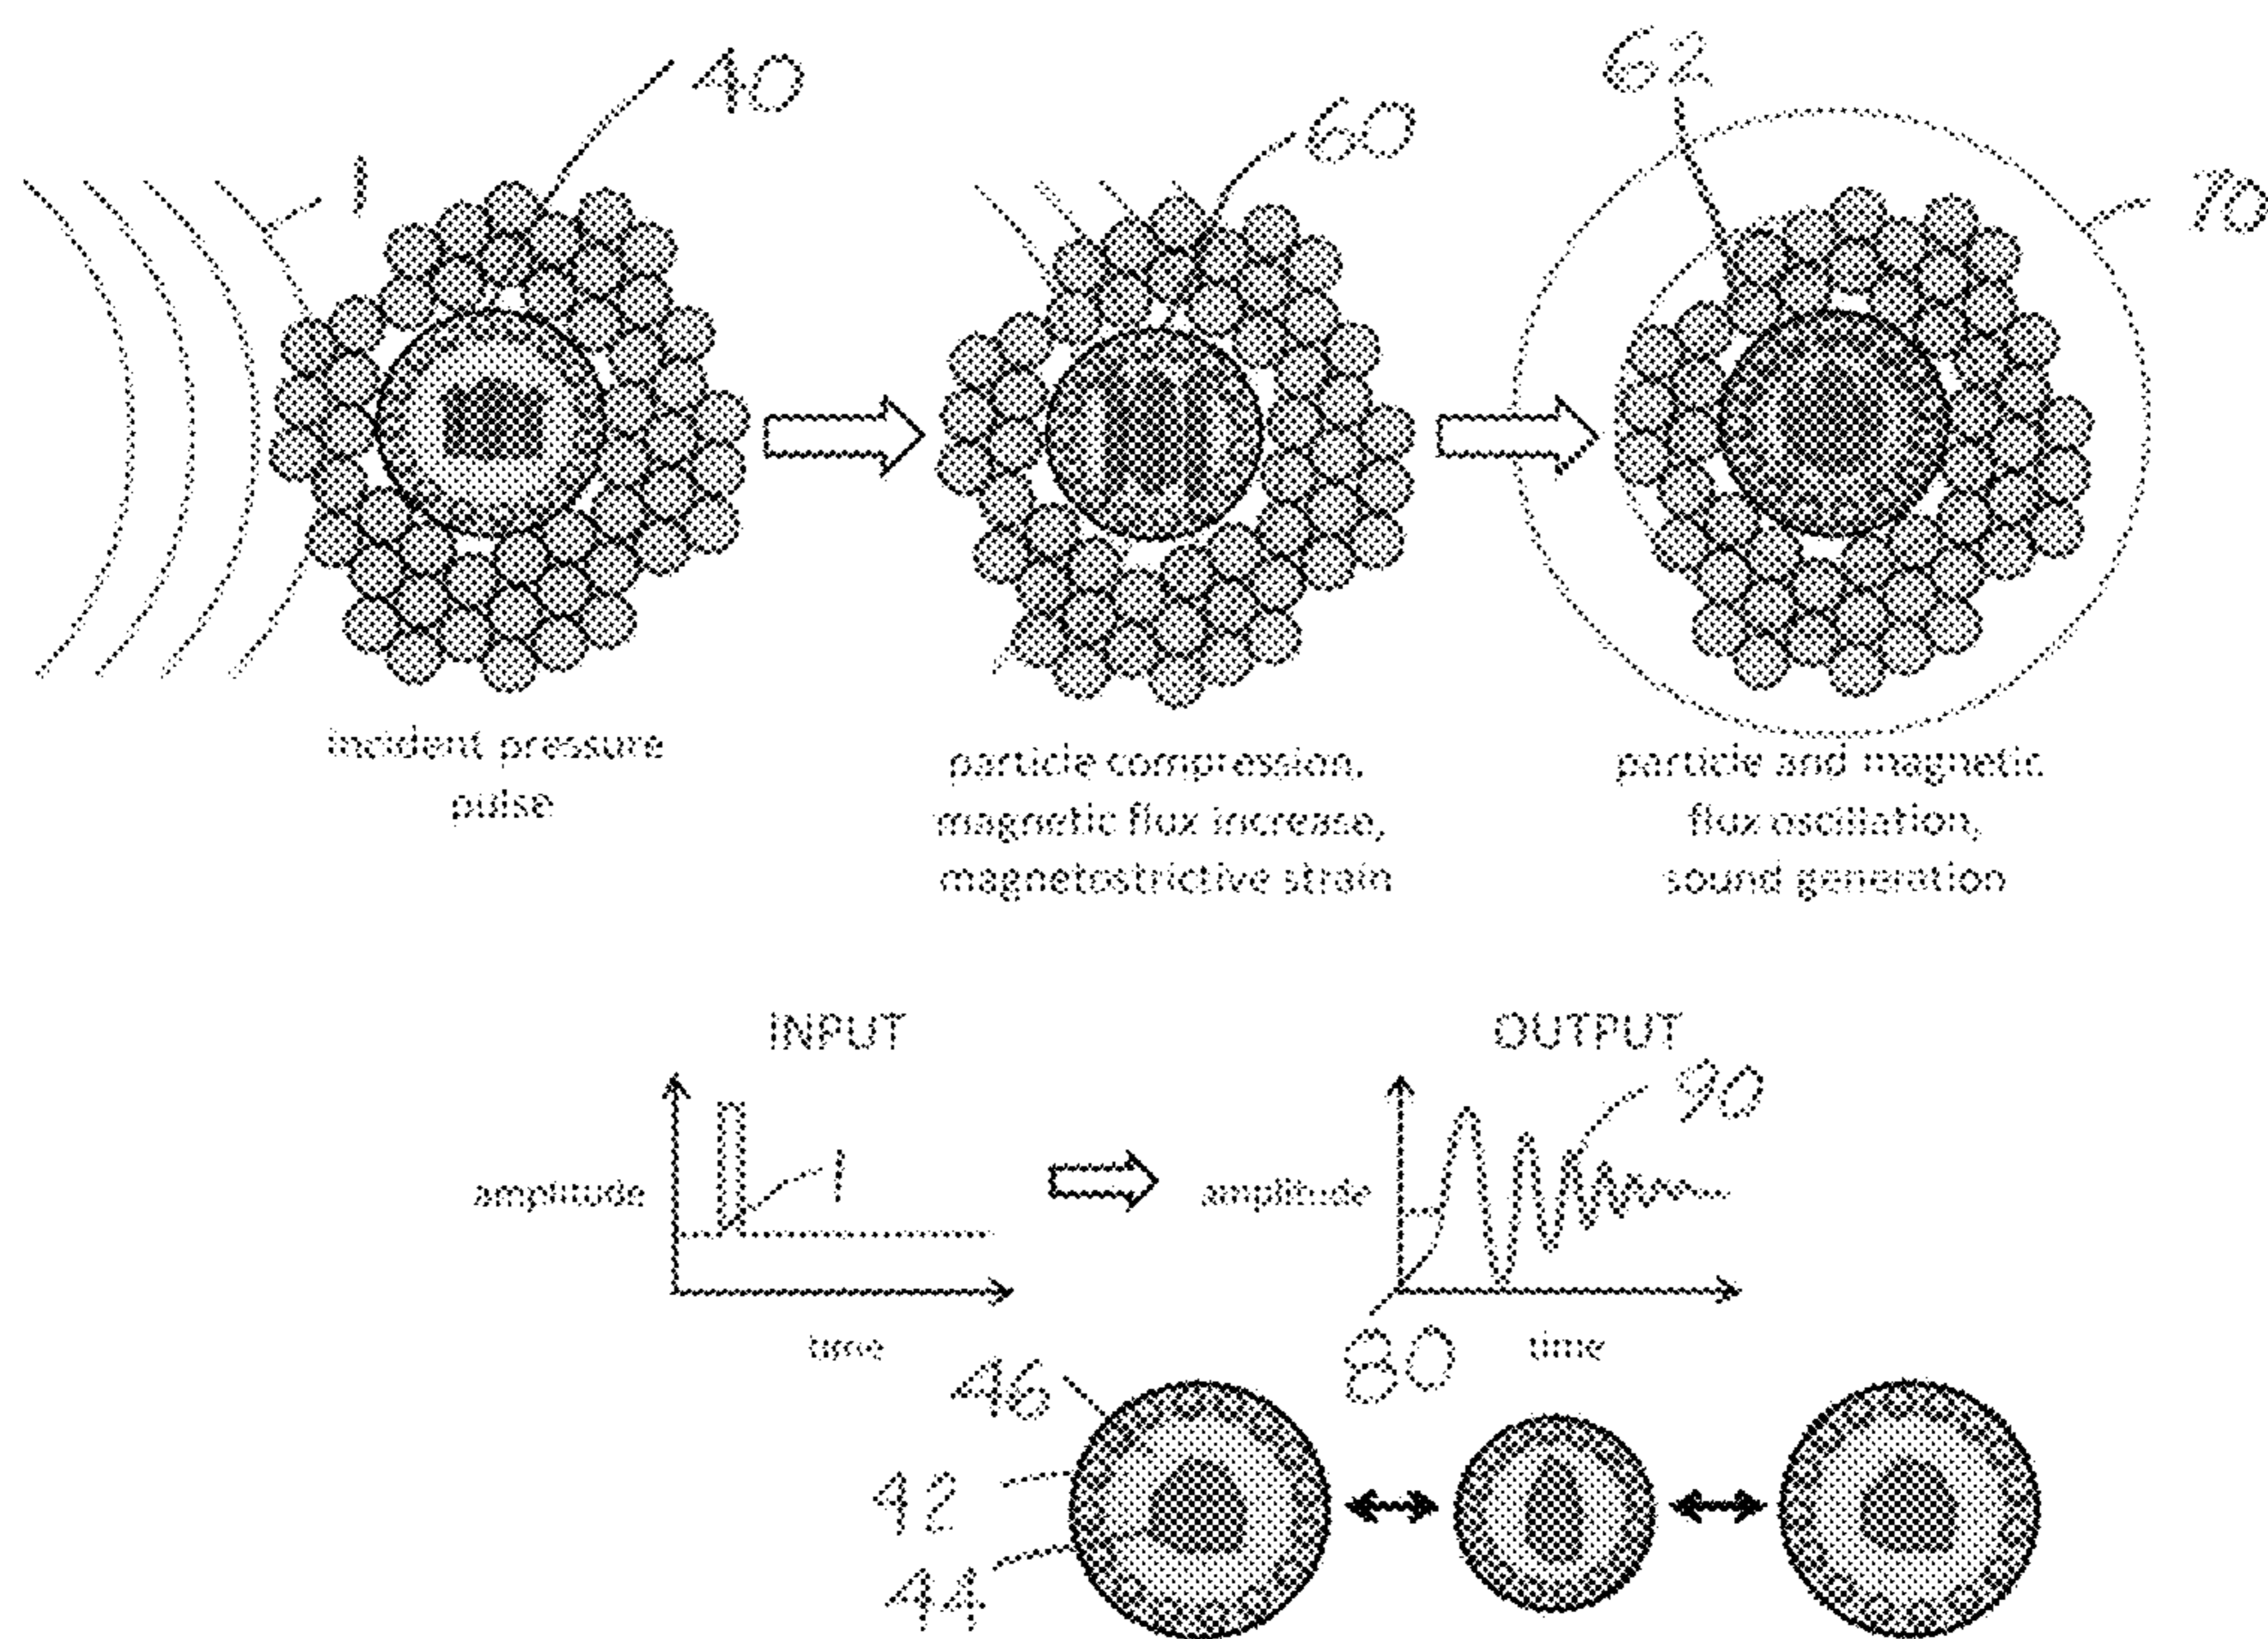 40
62
60
1
70
incident pressure
pulse
particle compression,
magnetic flux increase,
magnetostrictive strain
particle and magnetic
flux oscillation,
sound generation
INPUT
OUTPUT
90
1
amplitude
amplitude
time
80
time
46
42
44